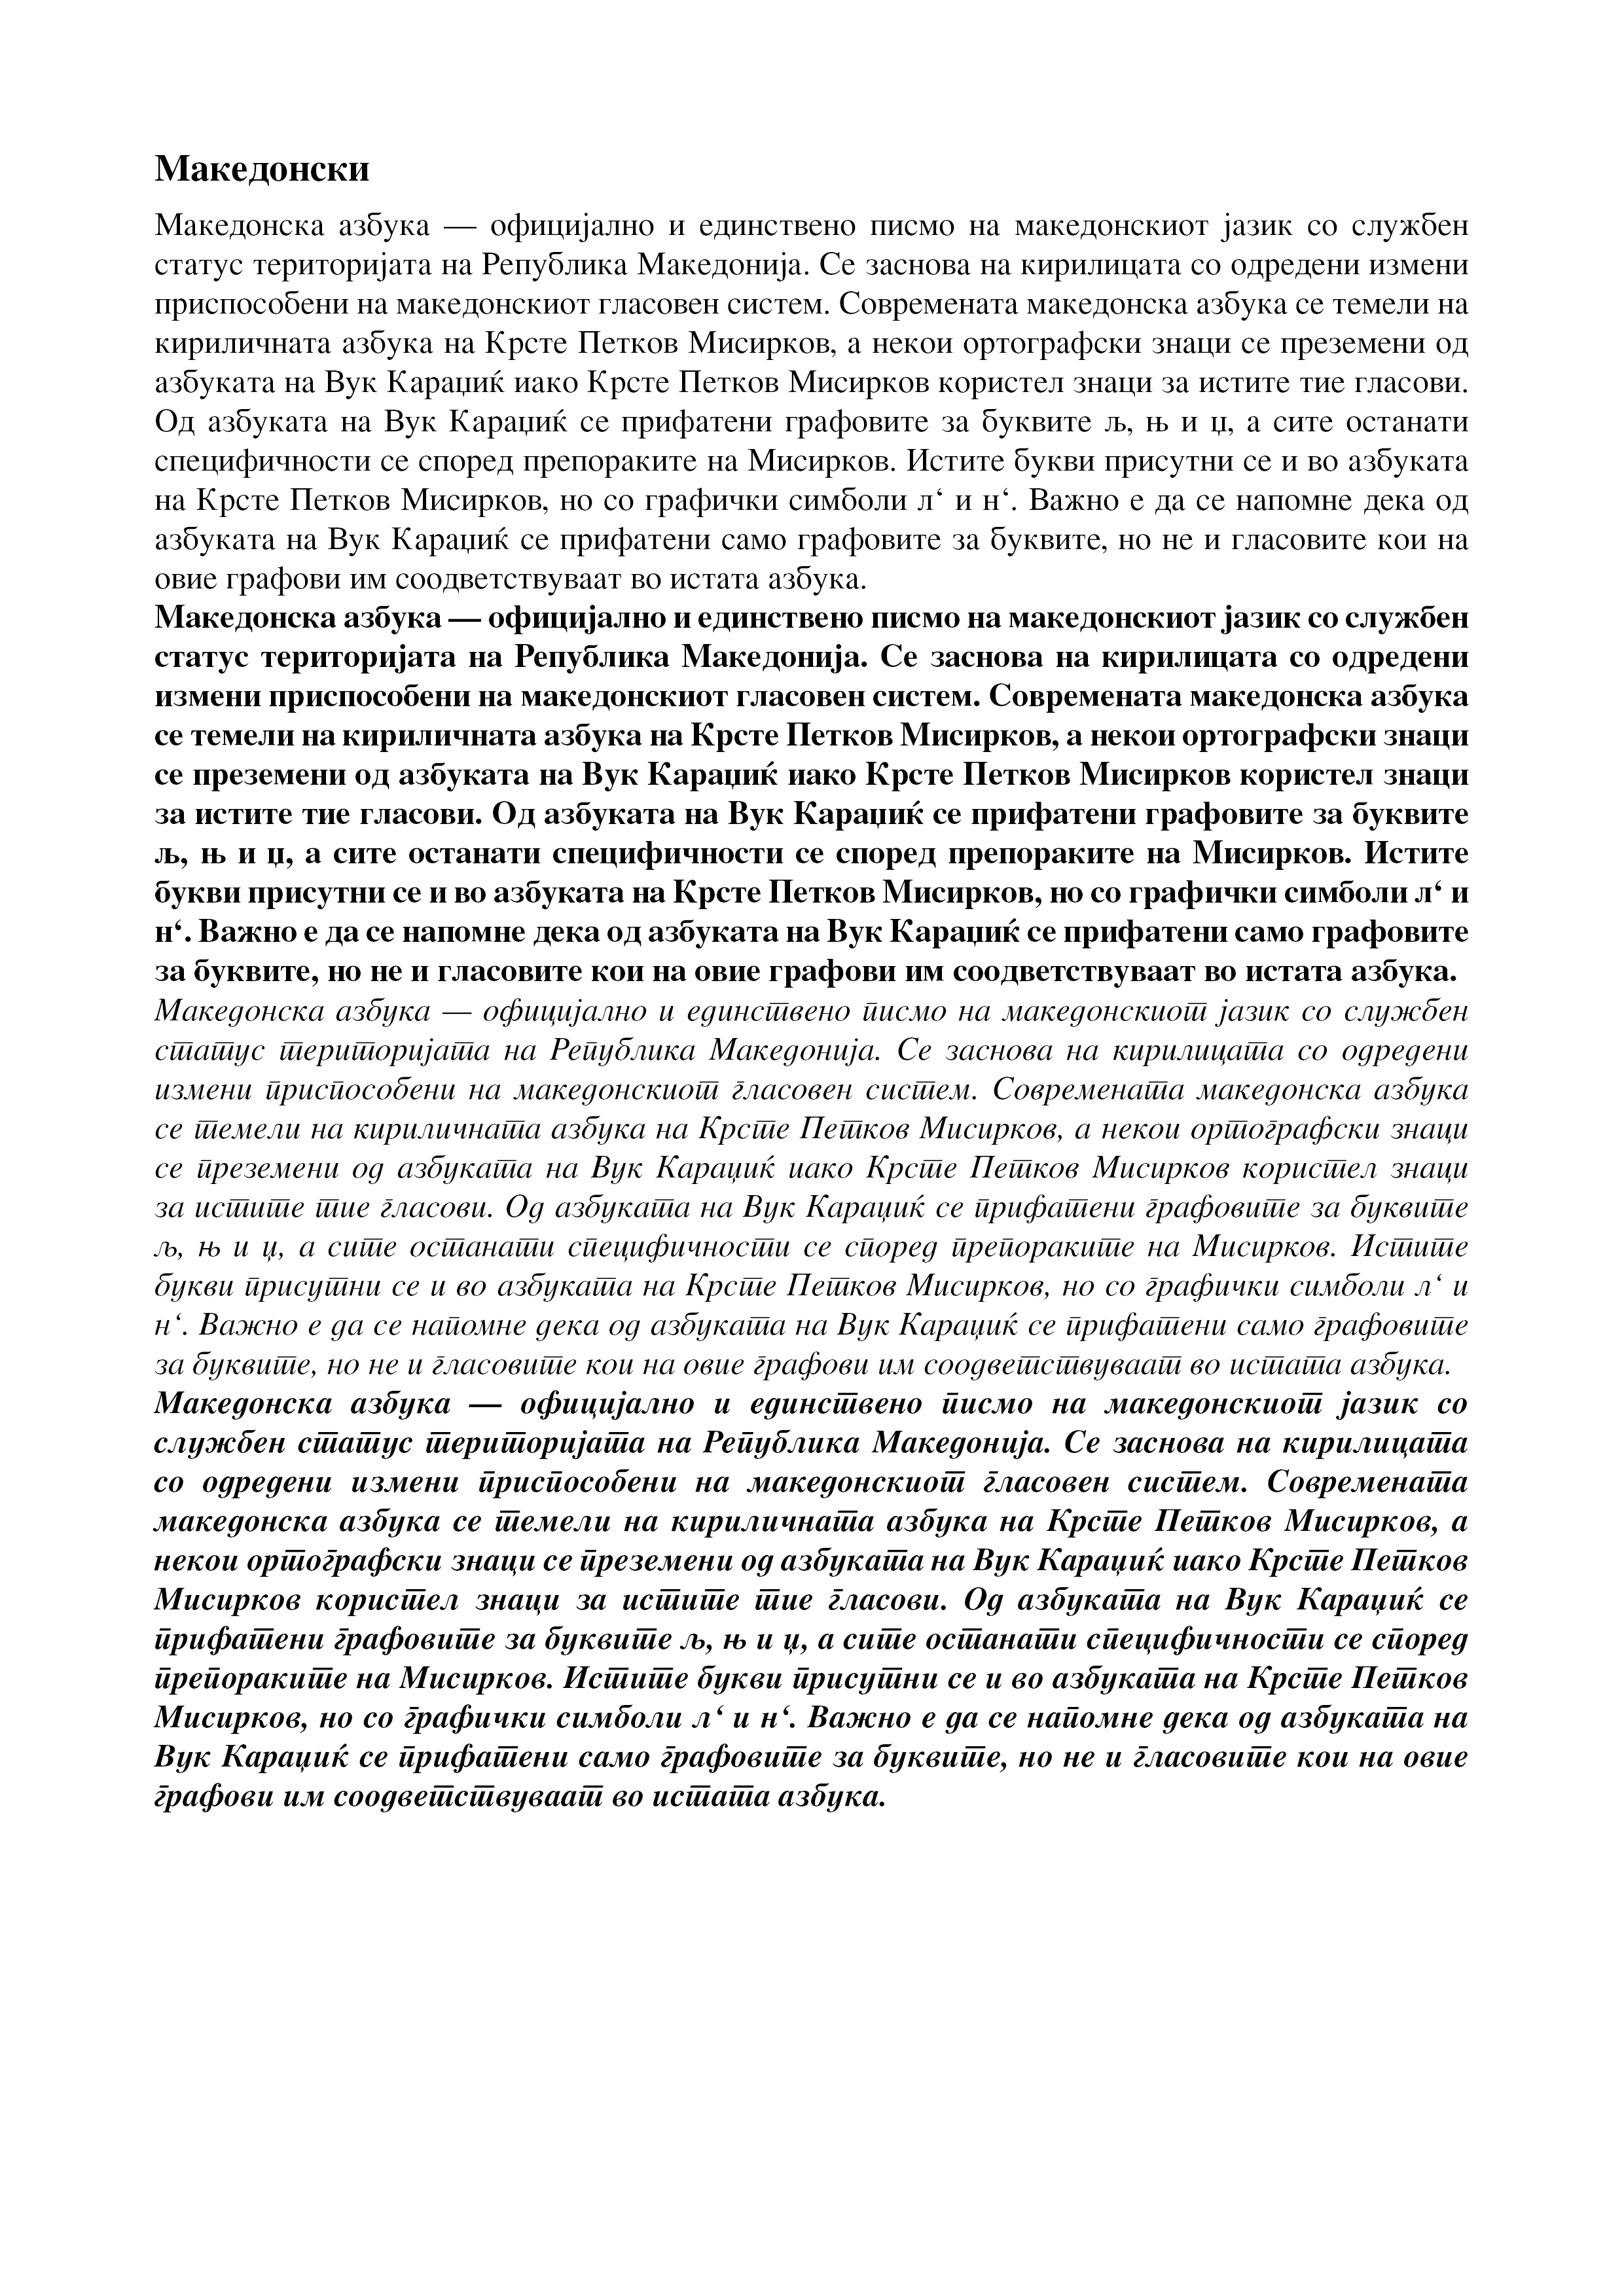 Македонски
Македонска азбука — официјално и единствено писмо на македонскиот јазик со службен
статус територијата на Република Македонија. Се заснова на кирилицата со одредени измени
приспособени на македонскиот гласовен систем. Современата македонска азбука се темели на
кириличната азбука на Крсте Петков Мисирков, а некои ортографски знаци се преземени од
азбуката на Вук Караџиќ иако Крсте Петков Мисирков користел знаци за истите тие гласови.
Од азбуката на Вук Караџиќ се прифатени графовите за буквите љ, њ и џ, а сите останати
специфичности се според препораките на Мисирков. Истите букви присутни се и во азбуката
на Крсте Петков Мисирков, но со графички симболи л‘ и н‘. Важно е да се напомне дека од
азбуката на Вук Караџиќ се прифатени само графовите за буквите, но не и гласовите кои на
овие графови им соодветствуваат во истата азбука.
Македонска азбука — официјално и единствено писмо на македонскиот јазик со службен
статус територијата на Република Македонија. Се заснова на кирилицата со одредени
измени приспособени на македонскиот гласовен систем. Современата македонска азбука
се темели на кириличната азбука на Крсте Петков Мисирков, а некои ортографски знаци
се преземени од азбуката на Вук Караџиќ иако Крсте Петков Мисирков користел знаци
за истите тие гласови. Од азбуката на Вук Караџиќ се прифатени графовите за буквите
љ, њ и џ, а сите останати специфичности се според препораките на Мисирков. Истите
букви присутни се и во азбуката на Крсте Петков Мисирков, но со графички симболи л‘ и
н‘. Важно е да се напомне дека од азбуката на Вук Караџиќ се прифатени само графовите
за буквите, но не и гласовите кои на овие графови им соодветствуваат во истата азбука.
Македонска азбука — официјално и единствено писмо на македонскиот јазик со службен
статус територијата на Република Македонија. Се заснова на кирилицата со одредени
измени приспособени на македонскиот гласовен систем. Современата македонска азбука
се темели на кириличната азбука на Крсте Петков Мисирков, а некои ортографски знаци
се преземени од азбуката на Вук Караџиќ иако Крсте Петков Мисирков користел знаци
за истите тие гласови. Од азбуката на Вук Караџиќ се прифатени графовите за буквите
љ, њ и џ, а сите останати специфичности се според препораките на Мисирков. Истите
букви присутни се и во азбуката на Крсте Петков Мисирков, но со графички симболи л‘ и
н‘. Важно е да се напомне дека од азбуката на Вук Караџиќ се прифатени само графовите
за буквите, но не и гласовите кои на овие графови им соодветствуваат во истата азбука.
Македонска азбука — официјално и единствено писмо на македонскиот јазик со
службен статус територијата на Република Македонија. Се заснова на кирилицата
со одредени измени приспособени на македонскиот гласовен систем. Современата
македонска азбука се темели на кириличната азбука на Крсте Петков Мисирков, а
некои ортографски знаци се преземени од азбуката на Вук Караџиќ иако Крсте Петков
Мисирков користел знаци за истите тие гласови. Од азбуката на Вук Караџиќ се
прифатени графовите за буквите љ, њ и џ, а сите останати специфичности се според
препораките на Мисирков. Истите букви присутни се и во азбуката на Крсте Петков
Мисирков, но со графички симболи л‘ и н‘. Важно е да се напомне дека од азбуката на
Вук Караџиќ се прифатени само графовите за буквите, но не и гласовите кои на овие
графови им соодветствуваат во истата азбука.